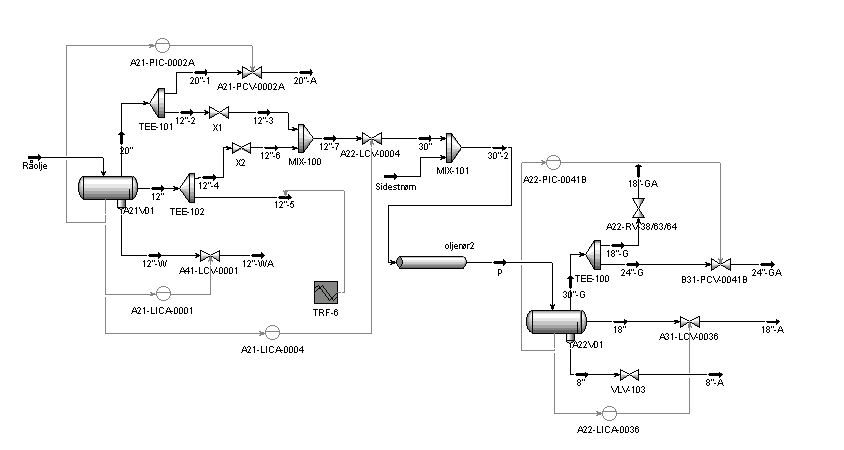 A21-PIC-0002A
20"-1
20"-A
A21-PCV-0002A
TEE-101
12"-2
X1
12"-3
20"
MIX-100
12"-7
A22-LCV-0004
30"
MIX-101
30"-2
X2
12"-6
Råolje
A21V01
12"
12"-4
TEE-102
12"-5
Sidestrøm
A22-PIC-0041B
18"-GA
A22-RV-38/63/64
oljerør2
P
18"-G
TEE-100
24"-G
B31-PCV-0041B
24"-GA
12"-W
A41-LCV-0001
12"-WA
30"-G
A21-LICA-0001
TRF-6
A22V01
18"
A31-LCV-0036
18"-A
A21-LICA-0004
8"
VLV-103
8"-A
A22-LICA-0036